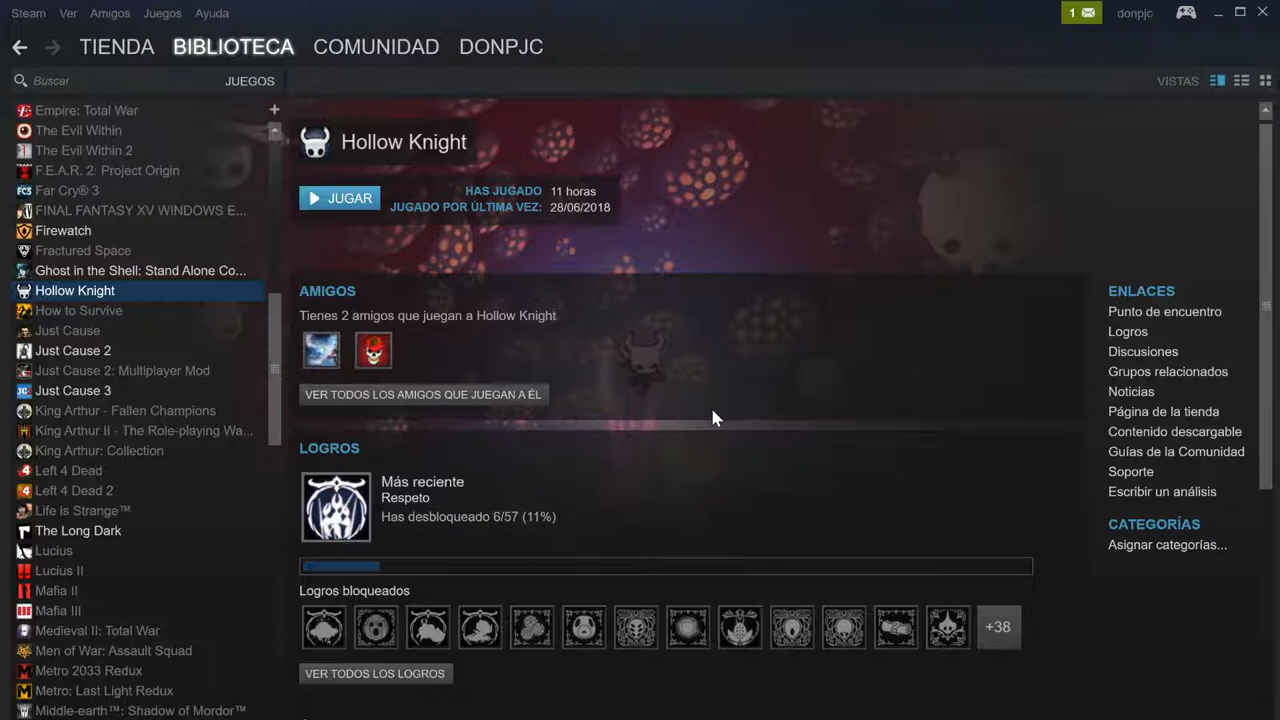 Steam Ver Amigos Juegos Ayuda
1 donpjc
TIENDA BIBLIOTECA COMUNIDAD DONPJC
Buscar JUEGOS
VISTAS
Empire: Total War
The Evil Within
The Evil Within 2
F.E.A.R. 2: Project Origin
Far Cry® 3
FINAL FANTASY XV WINDOWS E...
Firewatch
Fractured Space
Ghost in the Shell: Stand Alone Co...
Hollow Knight
How to Survive
Just Cause
Just Cause 2
Just Cause 2: Multiplayer Mod
Just Cause 3
King Arthur - Fallen Champions
King Arthur II - The Role-playing Wa...
King Arthur: Collection
Left 4 Dead
Left 4 Dead 2
Life is Strange™
The Long Dark
Lucius
Lucius II
Mafia II
Mafia III
Medieval II: Total War
Men of War: Assault Squad
Metro 2033 Redux
Metro: Last Light Redux
Middle-earth™: Shadow of Mordor™
Hollow Knight
JUGAR
HAS JUGADO 11 horas
JUGADO POR ÚLTIMA VEZ: 28/06/2018
AMIGOS
Tienes 2 amigos que juegan a Hollow Knight
VER TODOS LOS AMIGOS QUE JUEGAN A ÉL
LOGROS
Más reciente
Respeto
Has desbloqueado 6/57 (11%)
Logros bloqueados
+38
VER TODOS LOS LOGROS
ENLACES
Punto de encuentro
Logros
Discusiones
Grupos relacionados
Noticias
Página de la tienda
Contenido descargable
Guías de la Comunidad
Soporte
Escribir un análisis
CATEGORÍAS
Asignar categorías...